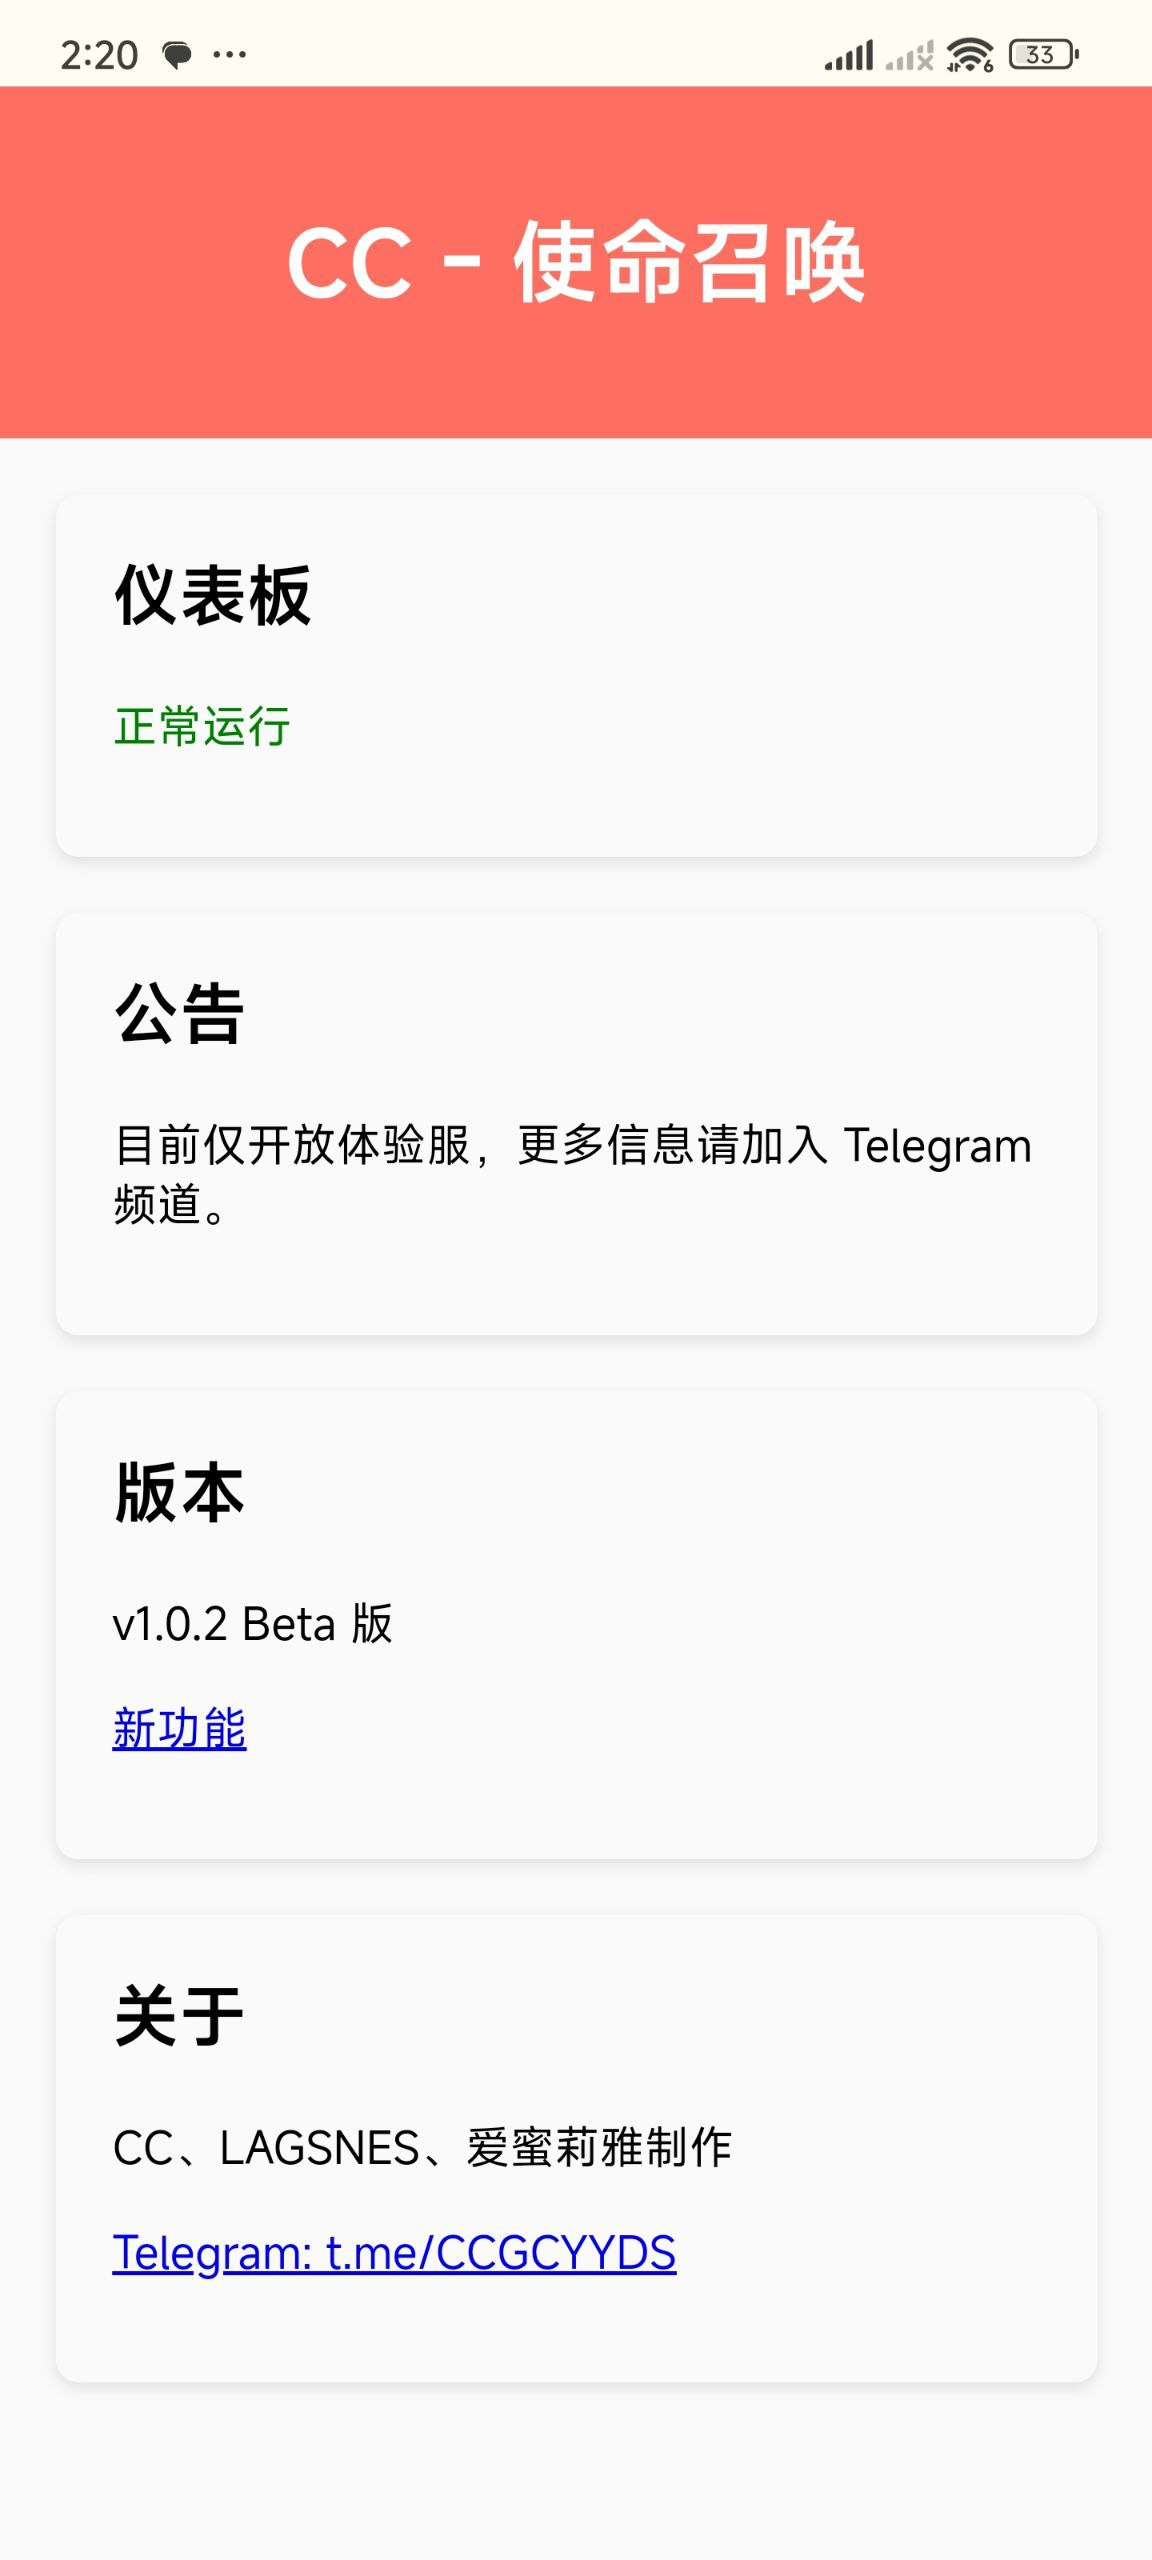 2:20
33
CC - 使命召唤
仪表板
正常运行
公告
目前仅开放体验服，更多信息请加入 Telegram
频道。
版本
v1.0.2 Beta 版
新功能
关于
CC、LAGSNES、爱蜜莉雅制作
Telegram: t.me/CCGCYYDS